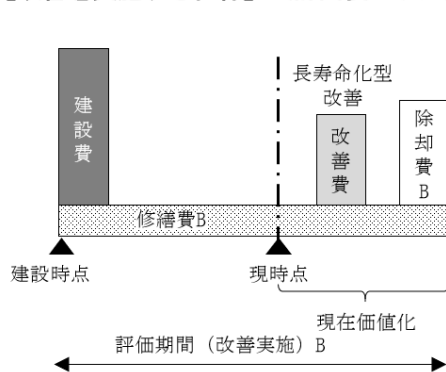 建設費
長寿命化型
改善
改善費
除却費B
修繕費B
建設時点
現時点
現在価値化
評価期間（改善実施）B